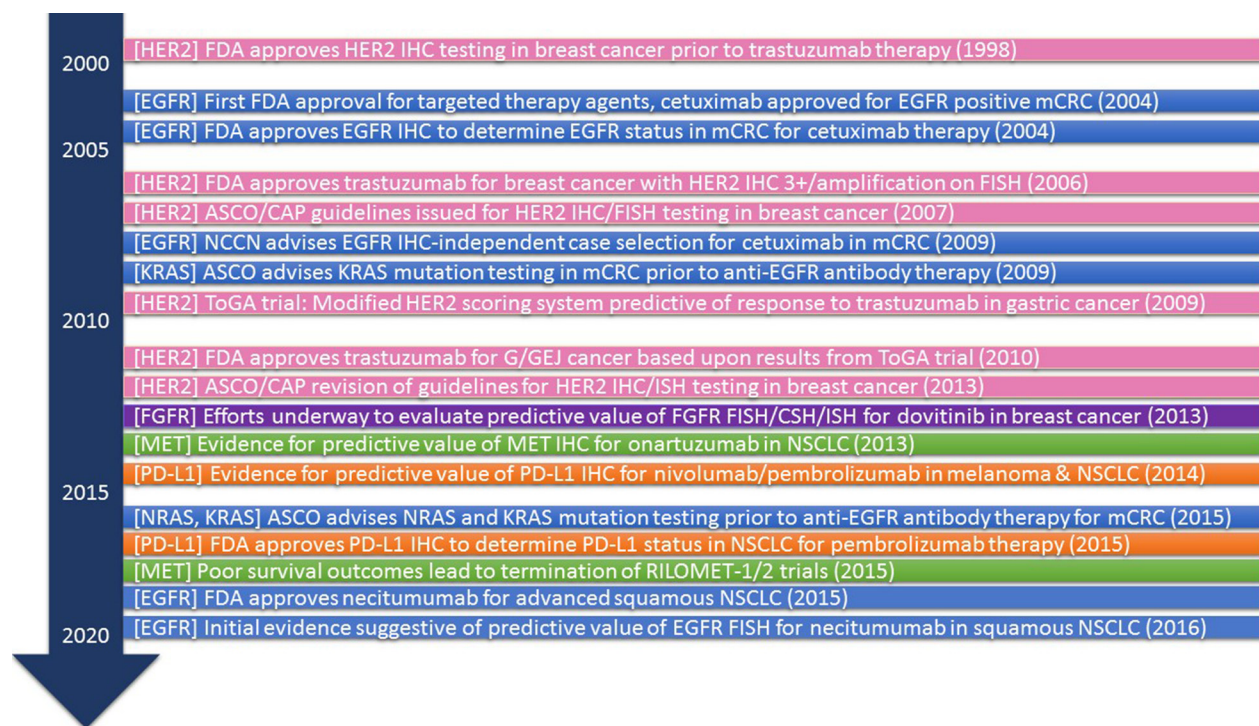 [HER2] FDA approves HER2 IHC testing in breast cancer prior to trastuzumab therapy (1998)
2000
[EGFR] First FDA approval for targeted therapy agents, cetuximab approved for EGFR positive mCRC (2004)
[EGFR] FDA approves EGFR IHC to determine EGFR status in mCRC for cetuximab therapy (2004)
2005
[HER2] FDA approves trastuzumab for breast cancer with HER2 IHC 3+/amplification on FISH (2006)
[HER2] ASCO/CAP guidelines issued for HER2 IHC/FISH testing in breast cancer (2007)
[EGFR] NCCN advises EGFR IHC-independent case selection for cetuximab in mCRC (2009)
[KRAS] ASCO advises KRAS mutation testing in mCRC prior to anti-EGFR antibody therapy (2009)
[HER2] ToGA trial: Modified HER2 scoring system predictive of response to trastuzumab in gastric cancer (2009)
2010
[HER2] FDA approves trastuzumab for G/GEJ cancer based upon results from ToGA trial (2010)
[HER2] ASCO/CAP revision of guidelines for HER2 IHC/ISH testing in breast cancer (2013)
[FGFR] Efforts underway to evaluate predictive value of FGFR FISH/CSH/ISH for dovitinib in breast cancer (2013)
[MET] Evidence for predictive value of MET IHC for onartuzumab in NSCLC (2013)
[PD-L1] Evidence for predictive value of PD-L1 IHC for nivolumab/pembrolizumab in melanoma & NSCLC (2014)
2015
[NRAS, KRAS] ASCO advises NRAS and KRAS mutation testing prior to anti-EGFR antibody therapy for mCRC (2015)
[PD-L1] FDA approves PD-L1 IHC to determine PD-L1 status in NSCLC for pembrolizumab therapy (2015)
[MET] Poor survival outcomes lead to termination of RILOMET-1/2 trials (2015)
[EGFR] FDA approves necitumumab for advanced squamous NSCLC (2015)
[EGFR] Initial evidence suggestive of predictive value of EGFR FISH for necitumumab in squamous NSCLC (2016)
2020